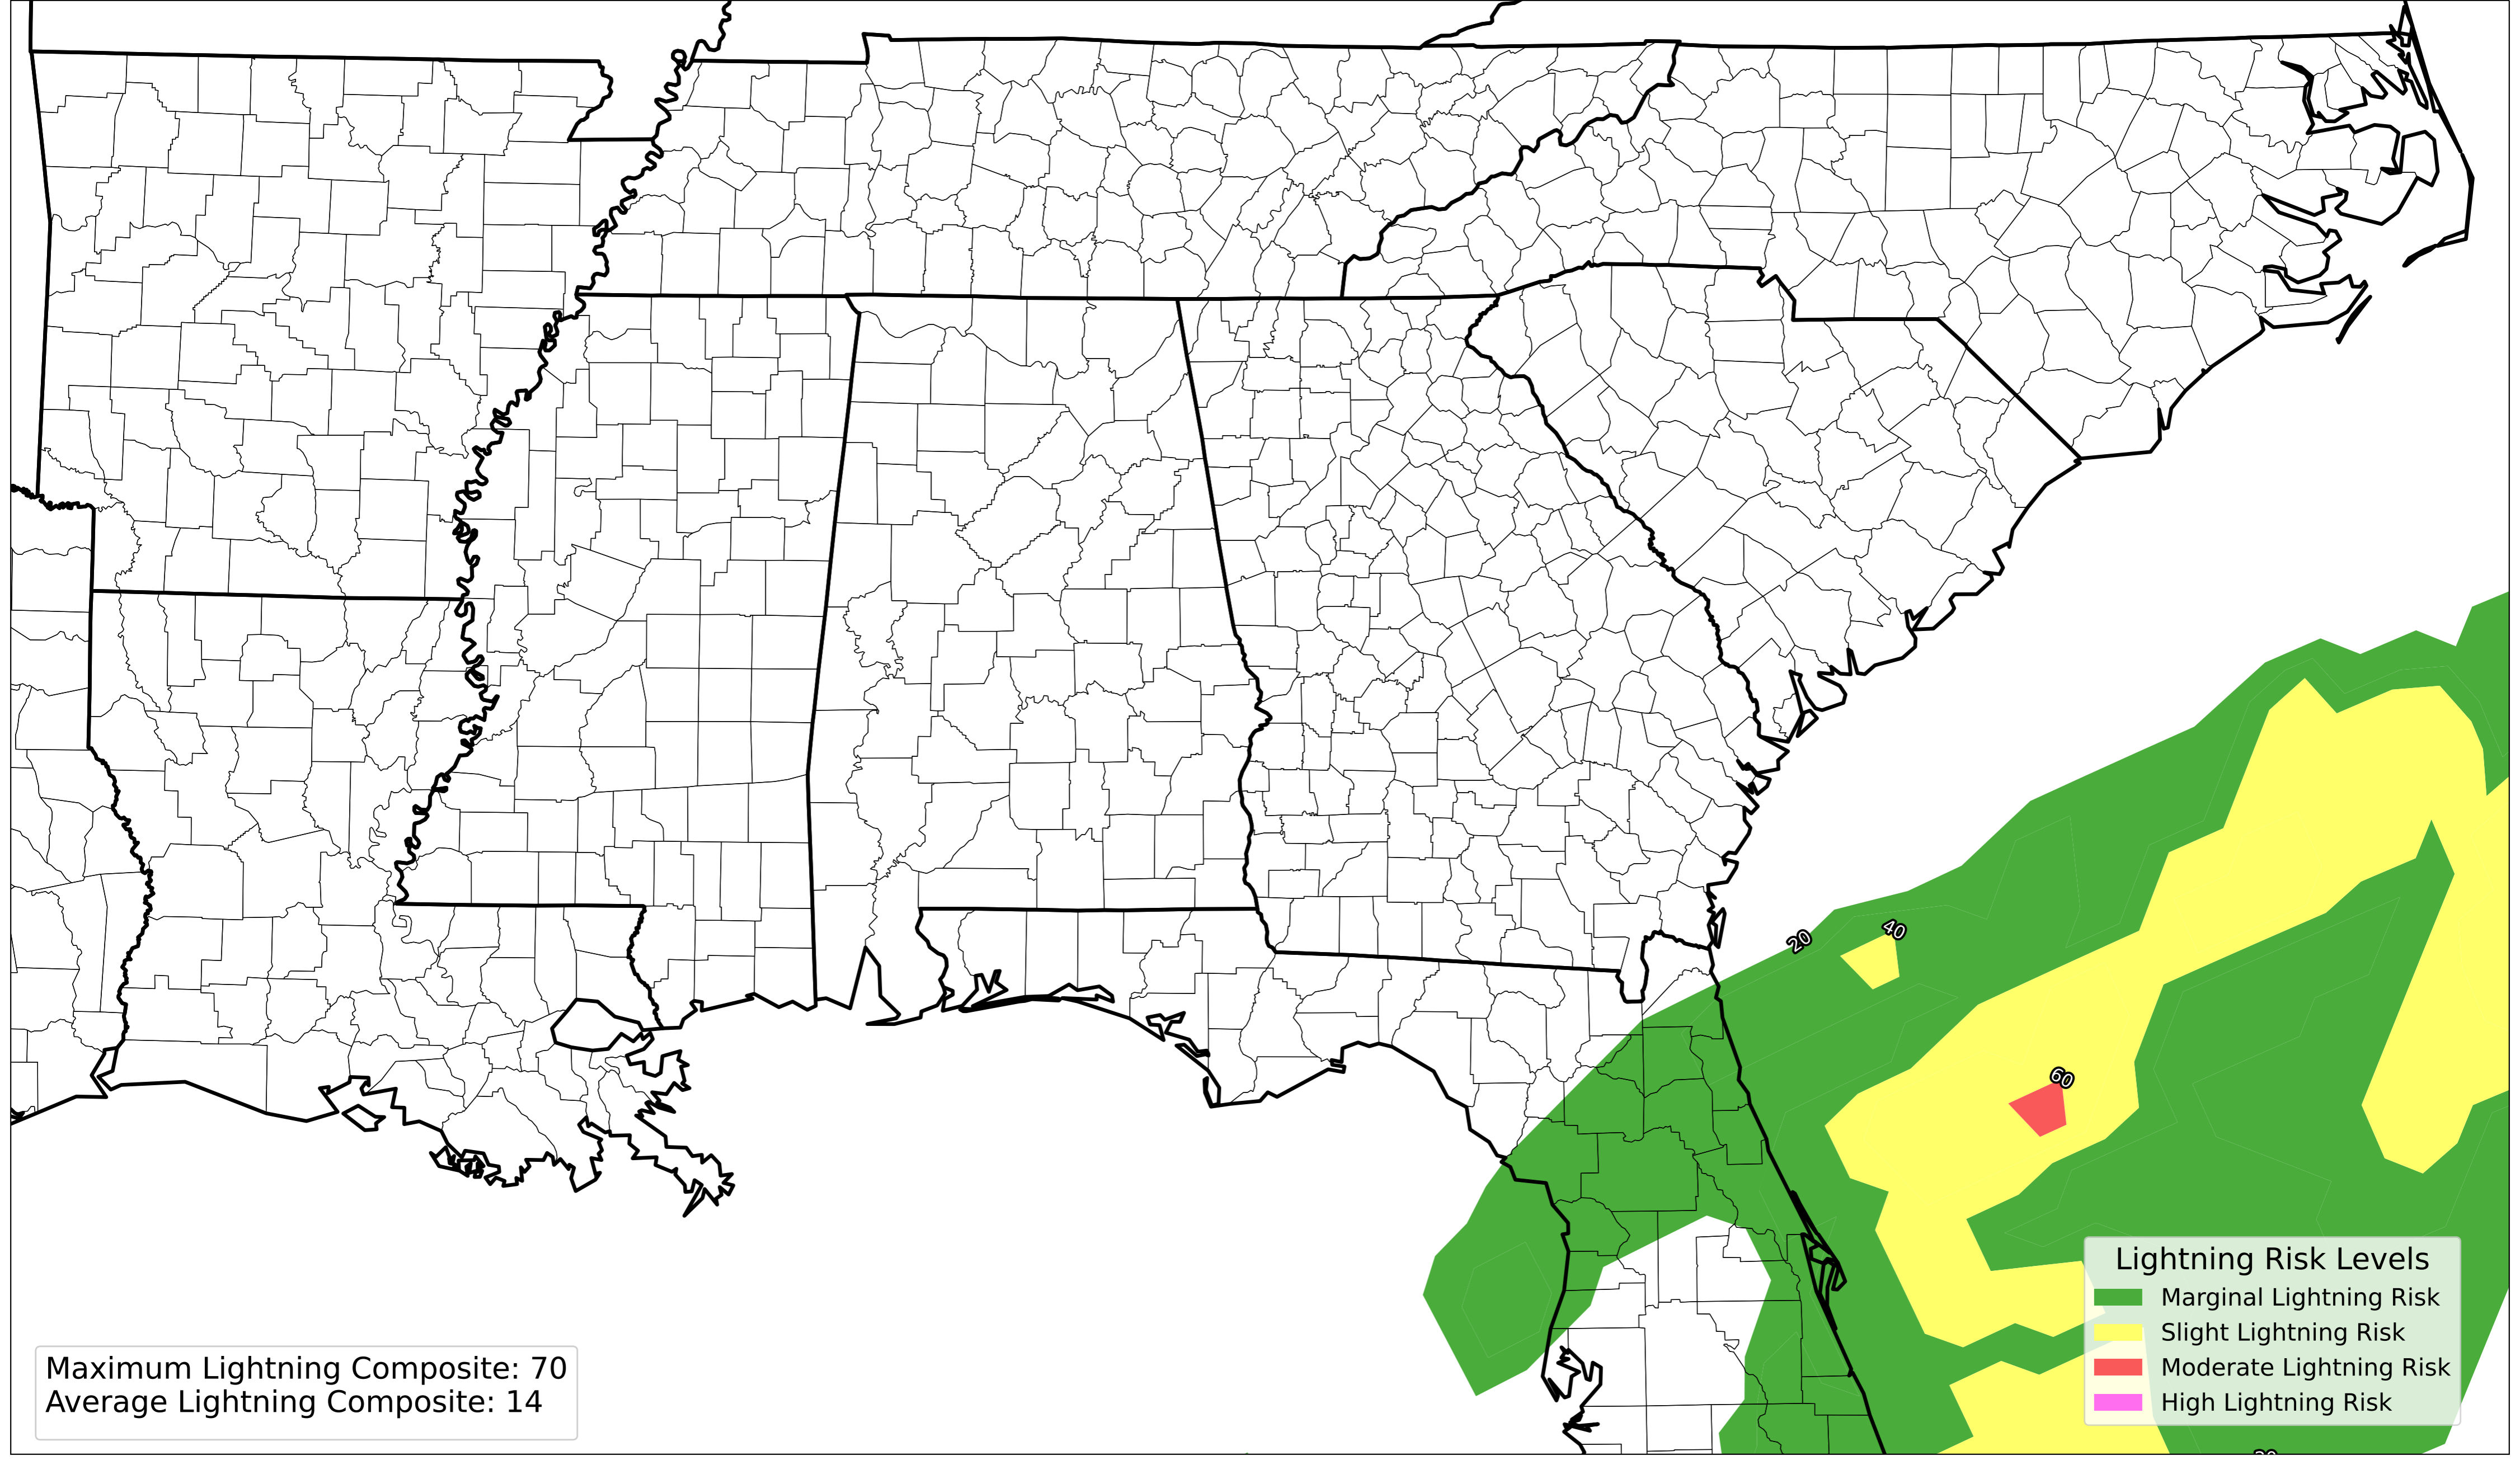 20
40
60
Lightning Risk Levels
Marginal Lightning Risk
Slight Lightning Risk
Moderate Lightning Risk
High Lightning Risk
Maximum Lightning Composite: 70
Average Lightning Composite: 14